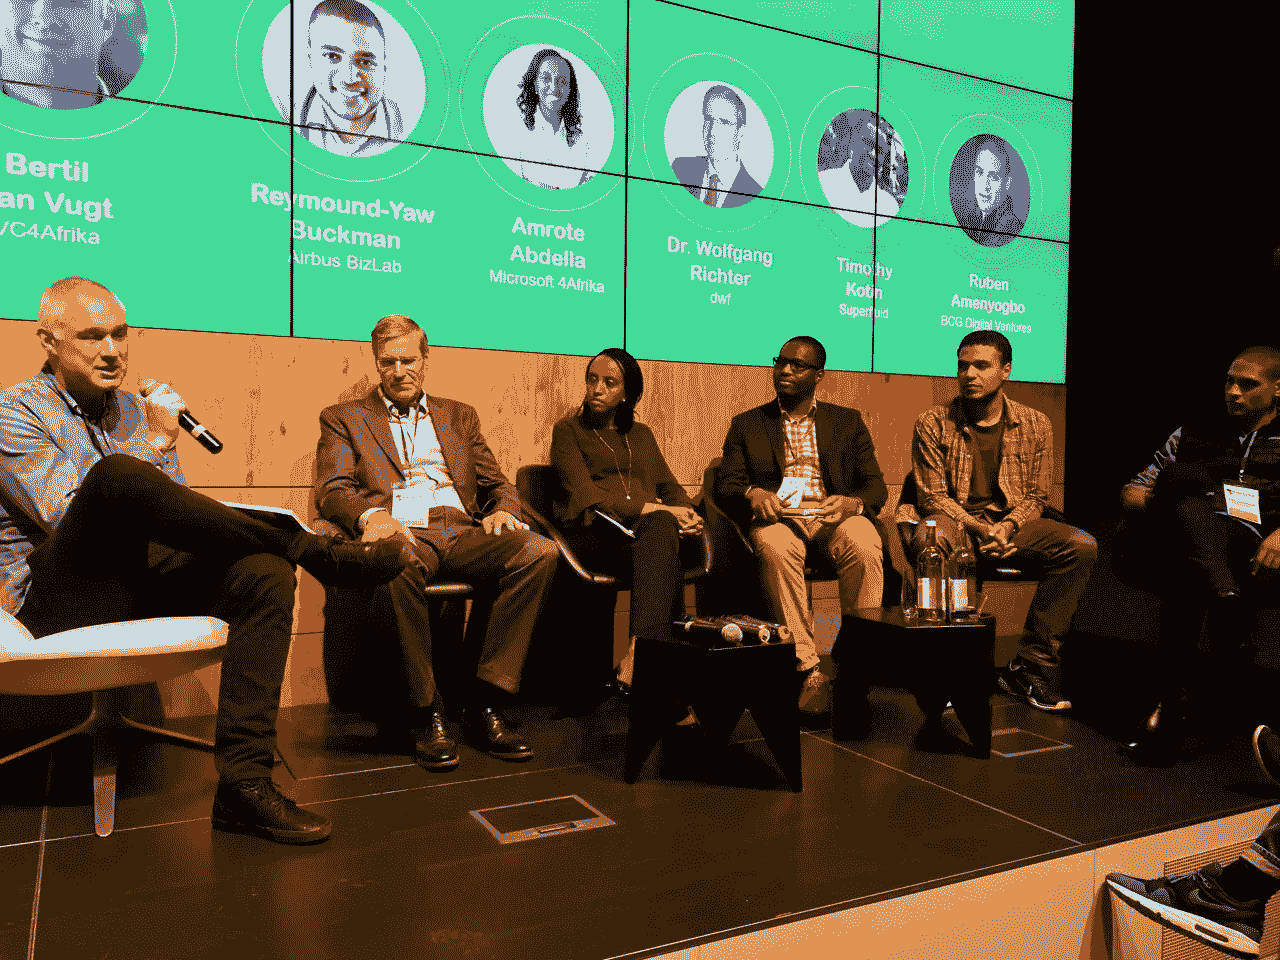 Bertil
an Vugt
VC4Afrika
Reymound-Yaw
Buckman
Airbus BizLab
Amrote
Abdella
Microsoft 4Afrika
Dr. Wolfgang
Richter
dwf
Timothy
Kotin
Superfluid
Ruben
Amenyogbo
BCG Digital Ventures